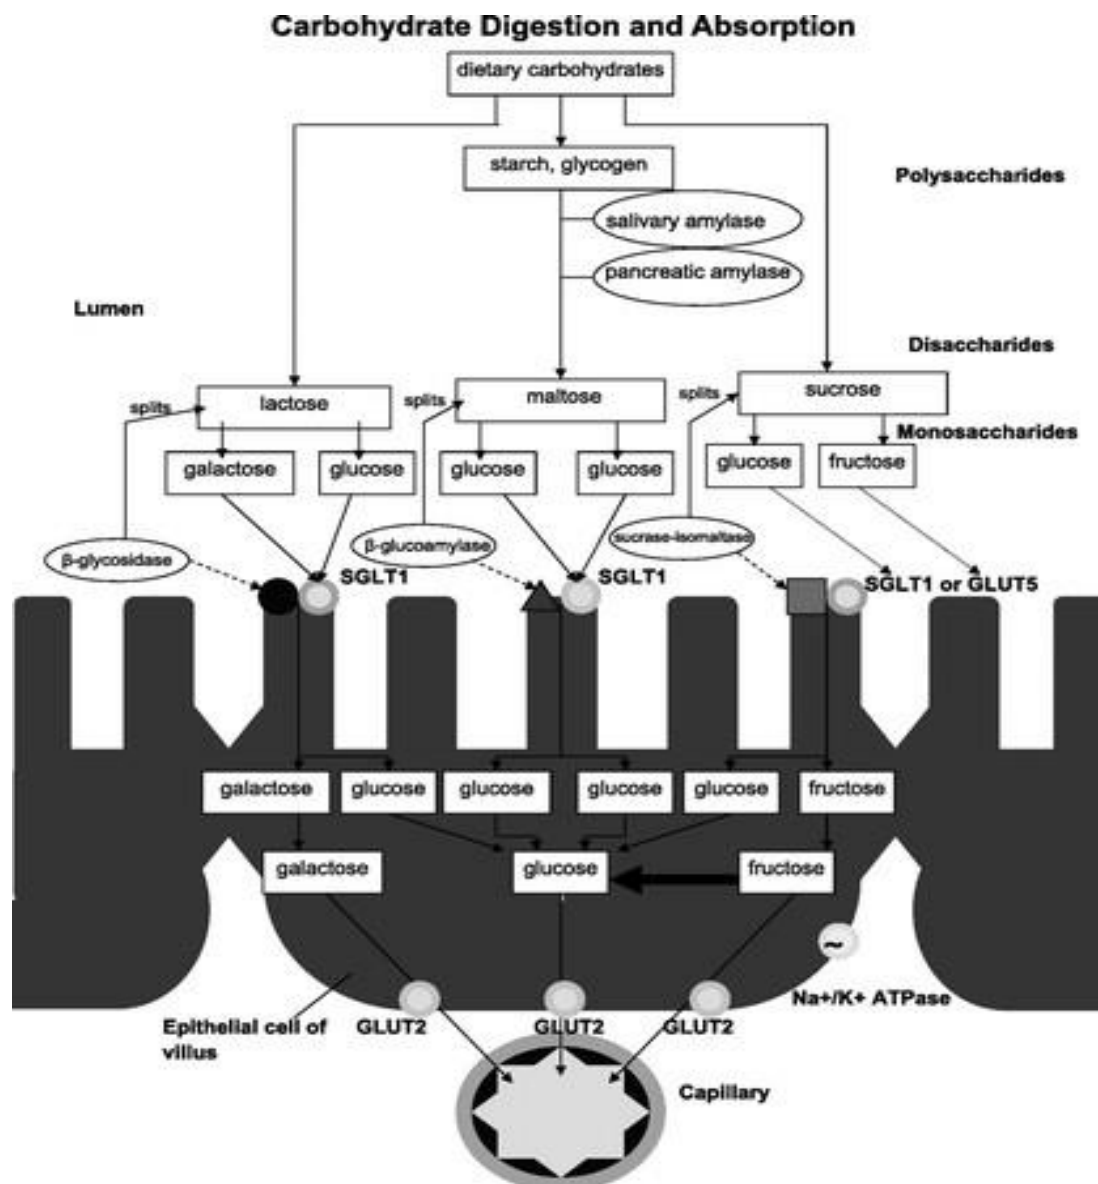 Carbohydrate Digestion and Absorption
dietary carbohydrates
starch, glycogen
Polysaccharides
salivary amylase
pancreatic amylase
Lumen
Disaccharides
splits
lactose
splits
maltose
splits
sucrose
Monosaccharides
galactose
glucose
glucose
glucose
glucose
fructose
β-glycosidase
β-glucoamylase
sucrase-isomaltase
SGLT1
SGLT1
SGLT1 or GLUT5
galactose
glucose
glucose
glucose
glucose
fructose
galactose
glucose
fructose
~
Na+/K+ ATPase
Epithelial cell of
villus
GLUT2
GLUT2
GLUT2
Capillary